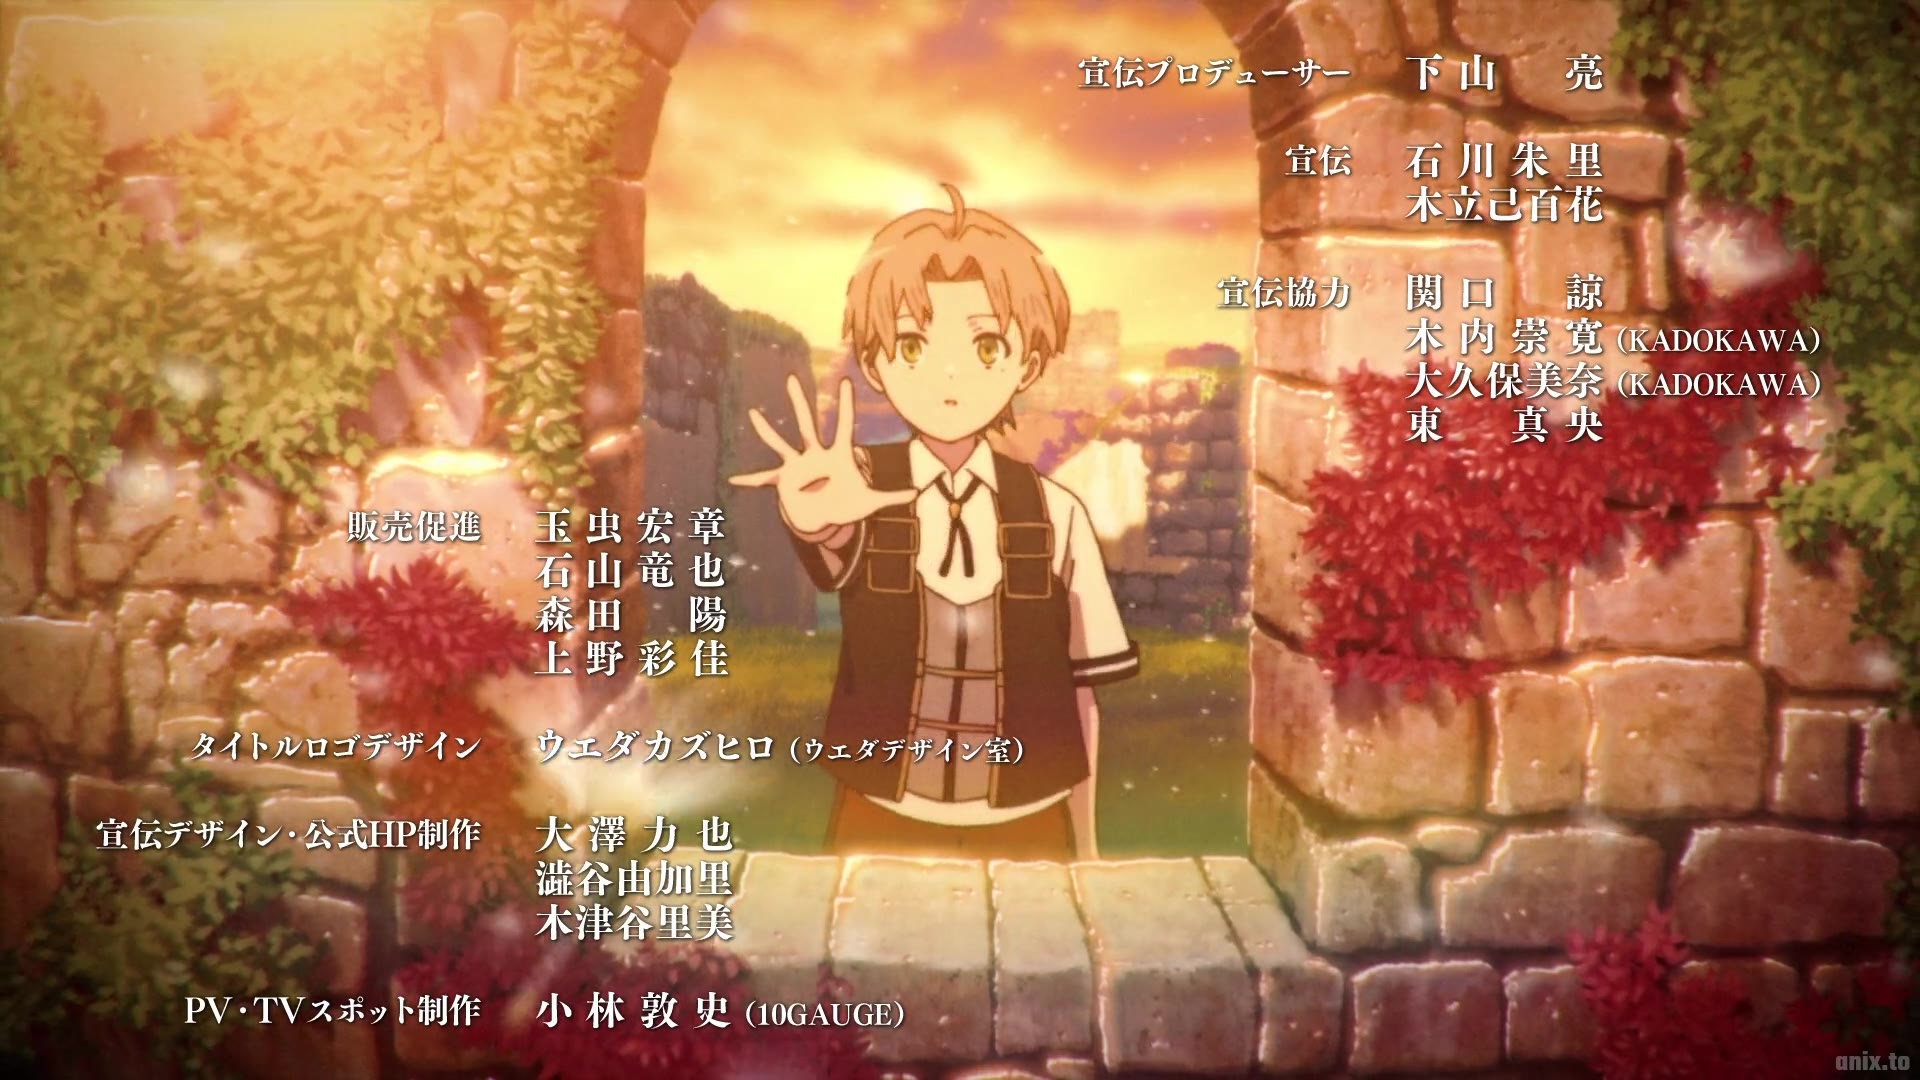 宣伝プロデューサー 下山 亮
宣伝 石川朱里
木立己百花
宣伝協力 関口 諒
木内崇寛(KADOKAWA)
大久保美奈(KADOKAWA)
東 真央
販売促進 玉虫宏章
石山竜也
森田 陽
上野彩佳
タイトルロゴデザイン ウエダカズヒロ(ウエダデザイン室)
宣伝デザイン・公式HP制作 大澤力也
澁谷由加里
木津谷里美
PV・TVスポット制作 小林敦史(10GAUGE)
anix.to